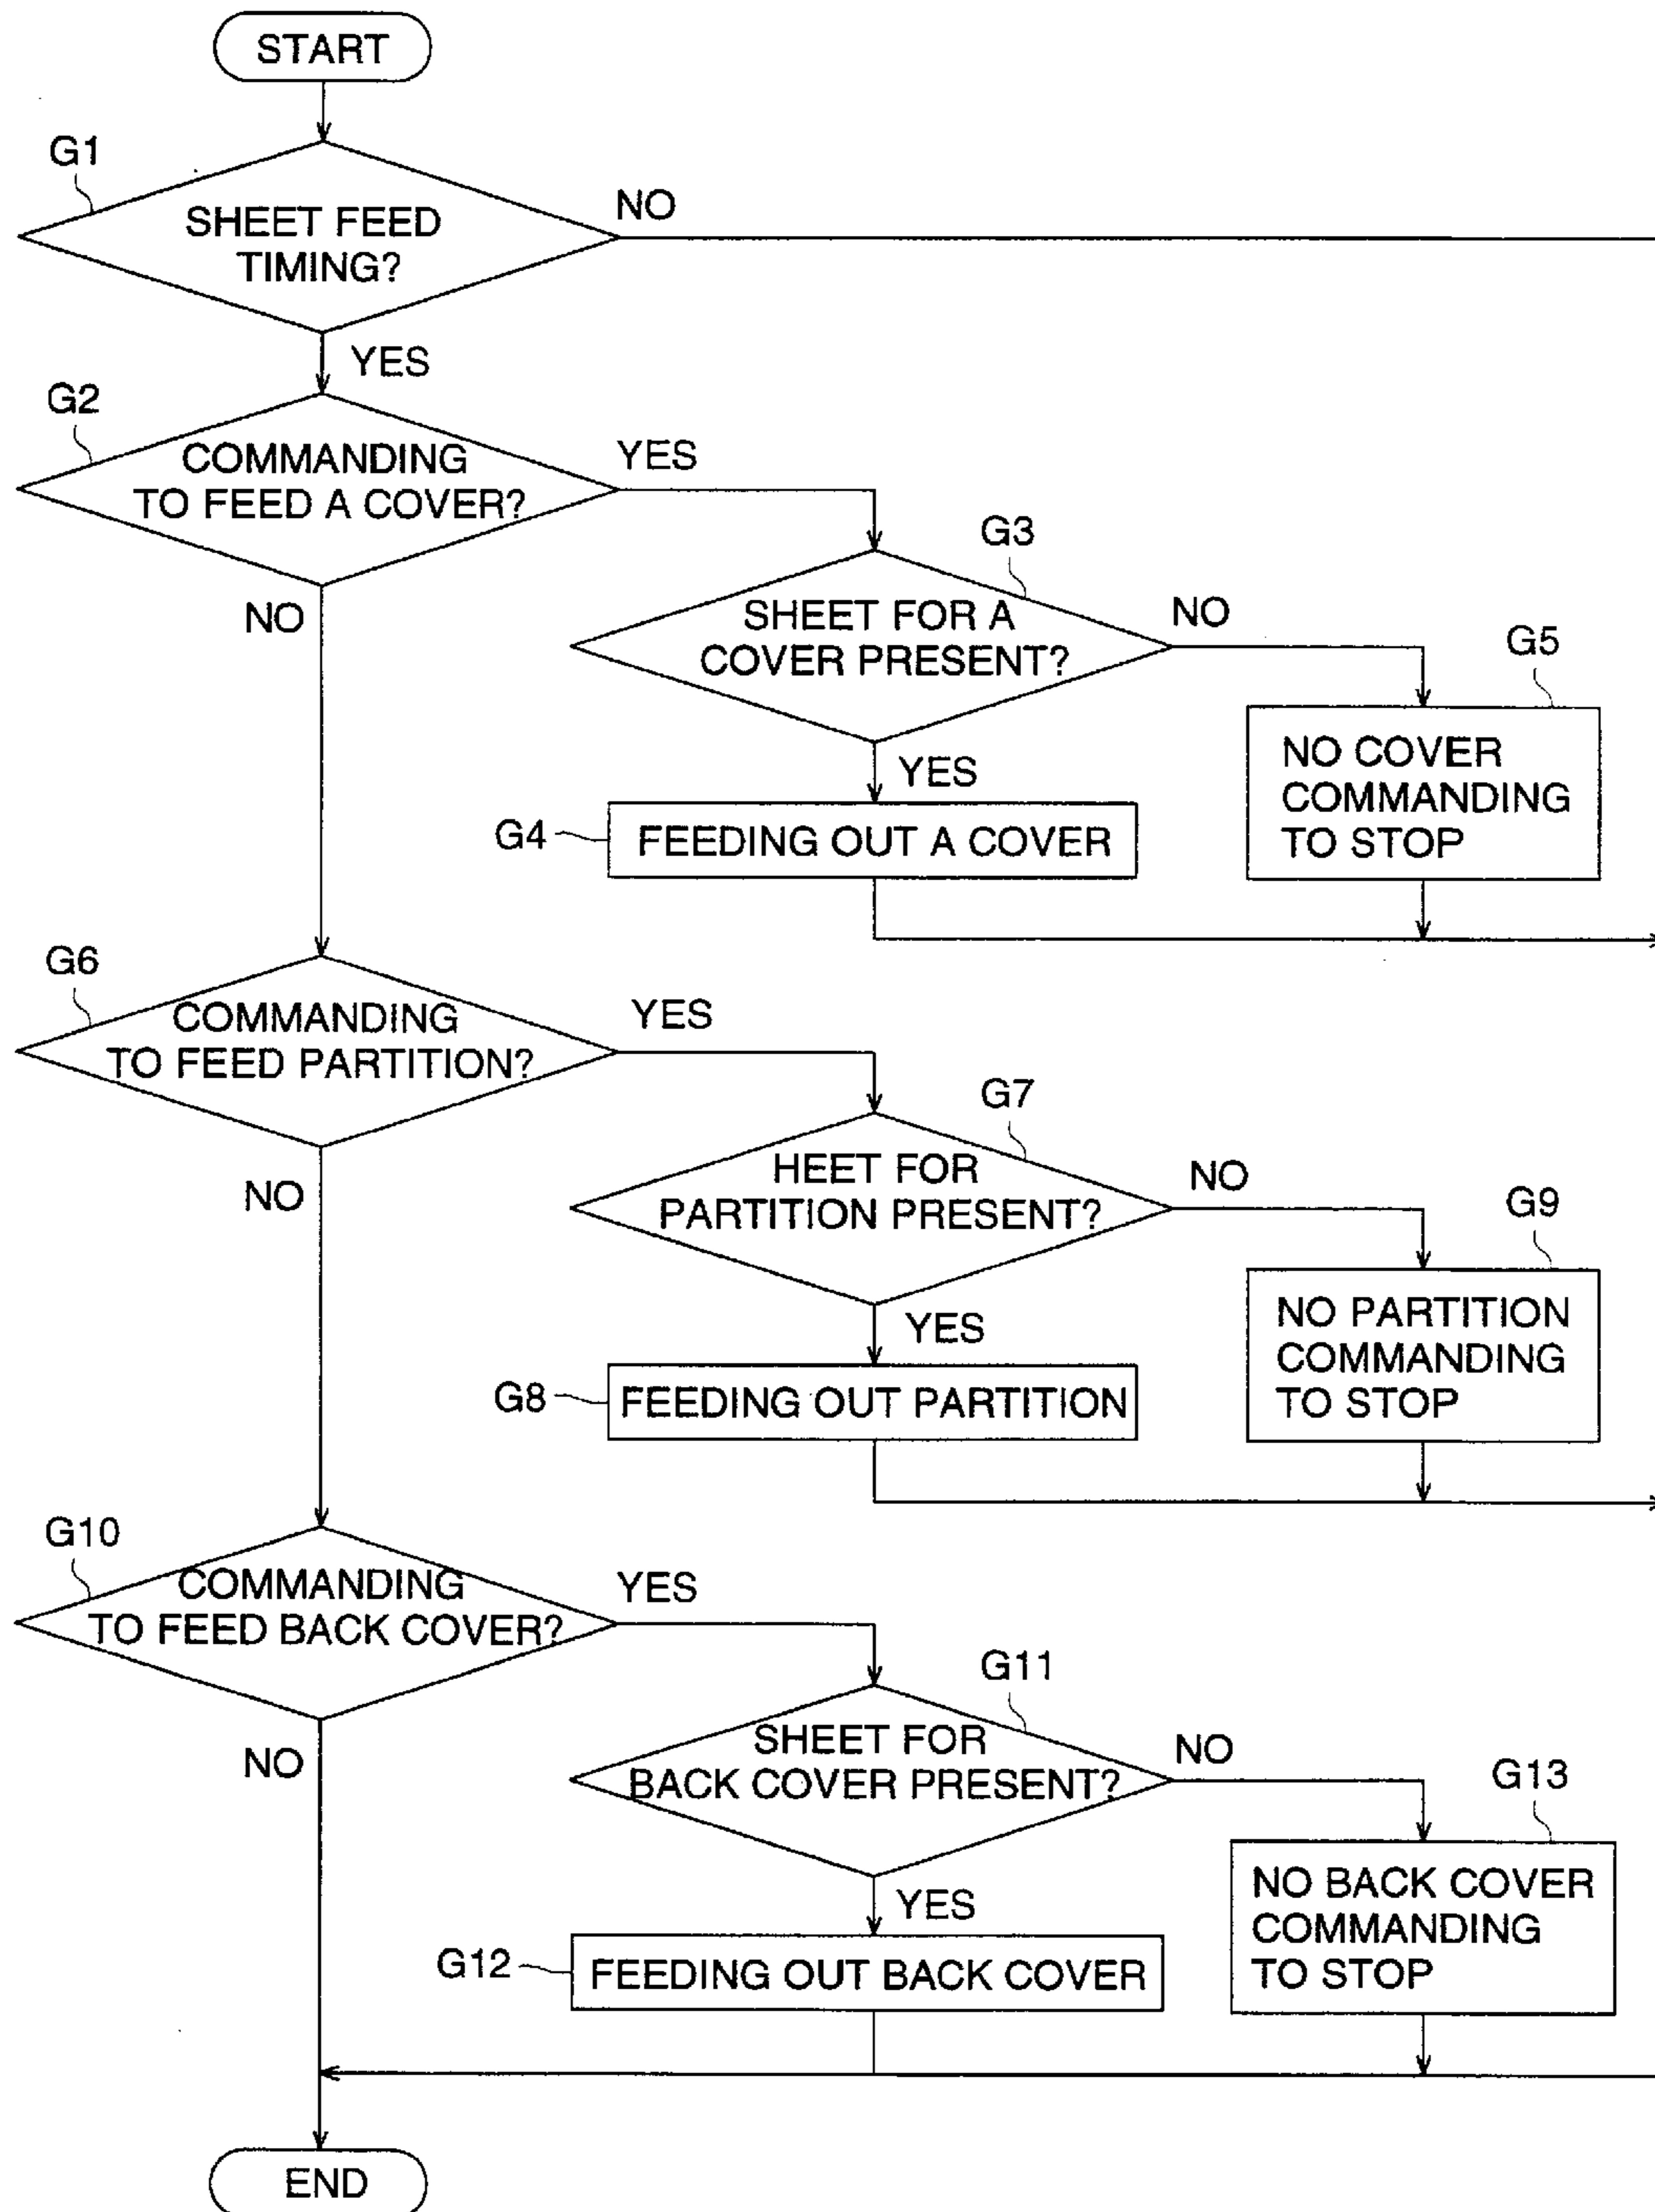 START
G1
SHEET FEED
TIMING?
NO
YES
G2
COMMANDING
TO FEED A COVER?
YES
NO
G3
SHEET FOR A
COVER PRESENT?
NO
YES
G4
FEEDING OUT A COVER
G5
NO COVER
COMMANDING
TO STOP
G6
COMMANDING
TO FEED PARTITION?
YES
NO
G7
HEET FOR
PARTITION PRESENT?
NO
YES
G8
FEEDING OUT PARTITION
G9
NO PARTITION
COMMANDING
TO STOP
G10
COMMANDING
TO FEED BACK COVER?
YES
NO
G11
SHEET FOR
BACK COVER PRESENT?
NO
YES
G12
FEEDING OUT BACK COVER
G13
NO BACK COVER
COMMANDING
TO STOP
END